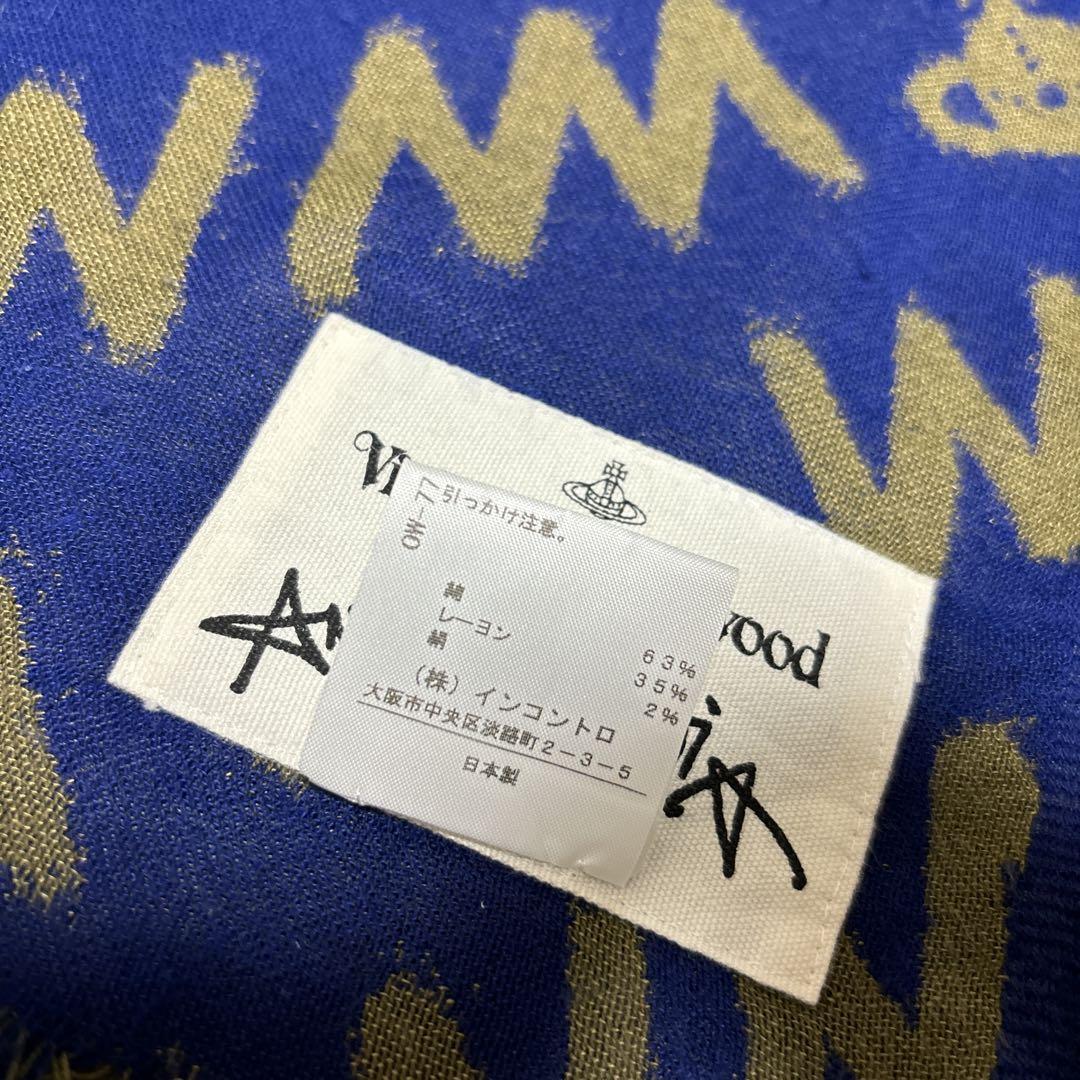 Vi
wood
OW-77
引っかけ注意。
綿 63%
レーヨン 35%
絹 2%
（株）インコントロ
大阪市中央区淡路町2-3-5
日本製